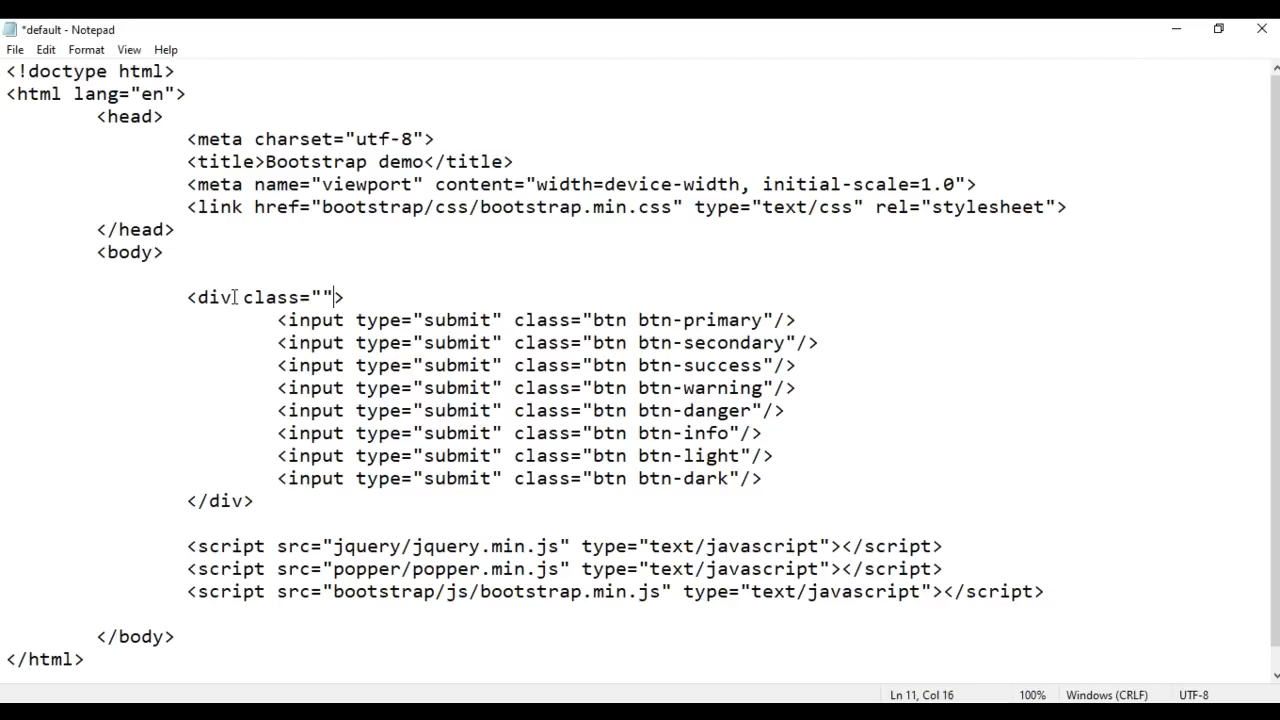 *default - Notepad
File Edit Format View Help
<!doctype html>
<html lang="en">
<head>
<meta charset="utf-8">
<title>Bootstrap demo</title>
<meta name="viewport" content="width=device-width, initial-scale=1.0">
<link href="bootstrap/css/bootstrap.min.css" type="text/css" rel="stylesheet">
</head>
<body>
<div class="">
<input type="submit" class="btn btn-primary"/>
<input type="submit" class="btn btn-secondary"/>
<input type="submit" class="btn btn-success"/>
<input type="submit" class="btn btn-warning"/>
<input type="submit" class="btn btn-danger"/>
<input type="submit" class="btn btn-info"/>
<input type="submit" class="btn btn-light"/>
<input type="submit" class="btn btn-dark"/>
</div>
<script src="jquery/jquery.min.js" type="text/javascript"></script>
<script src="popper/popper.min.js" type="text/javascript"></script>
<script src="bootstrap/js/bootstrap.min.js" type="text/javascript"></script>
</body>
</html>
Ln 11, Col 16 100% Windows (CRLF) UTF-8